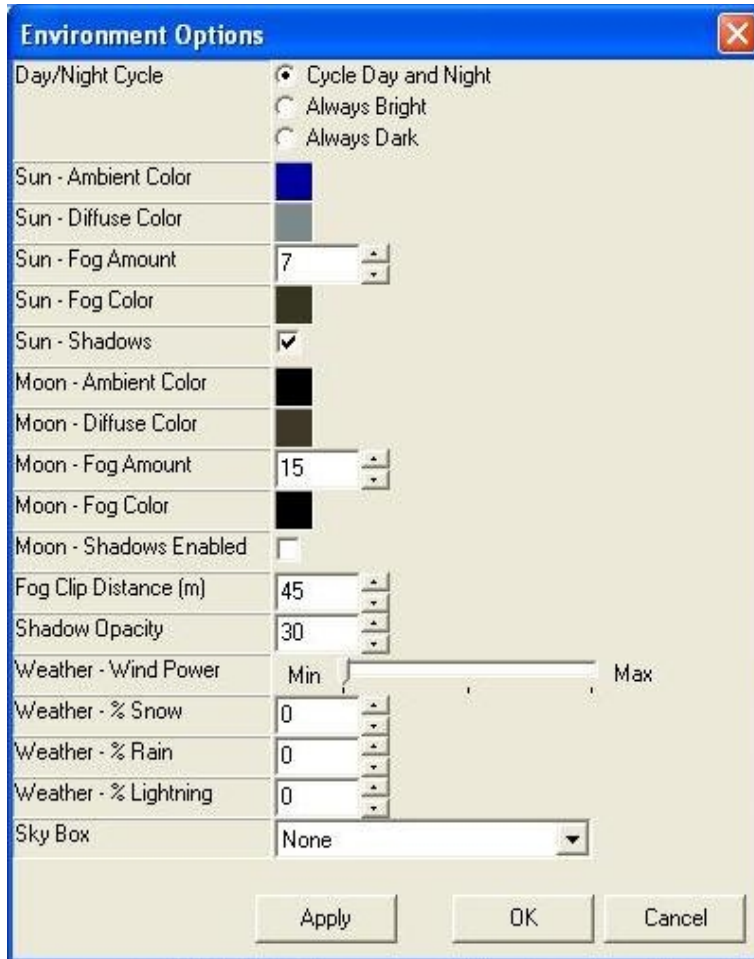 Environment Options
Day/Night Cycle Cycle Day and Night
Always Bright
Always Dark
Sun - Ambient Color
Sun - Diffuse Color
Sun - Fog Amount 7
Sun - Fog Color
Sun - Shadows
Moon - Ambient Color
Moon - Diffuse Color
Moon - Fog Amount 15
Moon - Fog Color
Moon - Shadows Enabled
Fog Clip Distance (m) 45
Shadow Opacity 30
Weather - Wind Power Min Max
Weather - % Snow 0
Weather - % Rain 0
Weather - % Lightning 0
Sky Box None
Apply OK Cancel